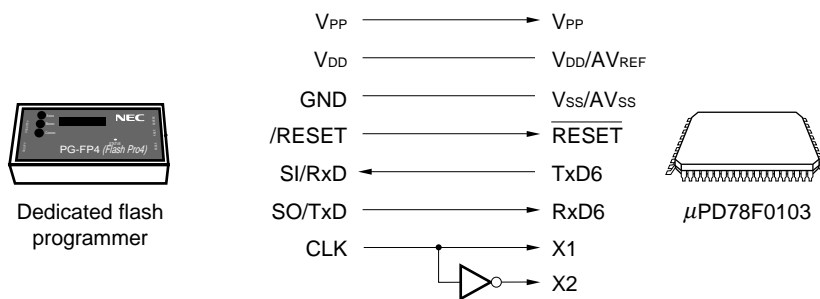 VPP VPP
VDD VDD/AVREF
GND VSS/AVSS
/RESET RESET
SI/RxD TxD6
SO/TxD RxD6
CLK X1
X2
NEC
PG-FP4 (Flash Pro4)
Dedicated flash
programmer
μPD78F0103